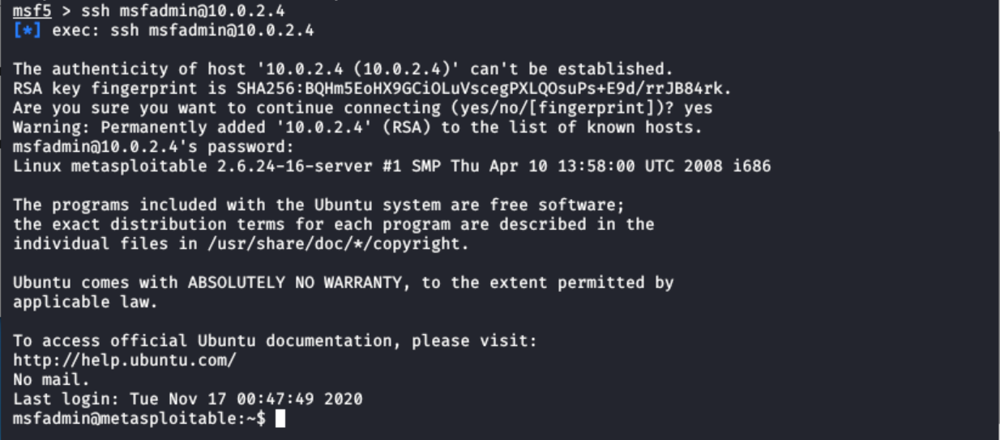 msf5 > ssh msfadmin@10.0.2.4
[*] exec: ssh msfadmin@10.0.2.4
The authenticity of host '10.0.2.4 (10.0.2.4)' can't be established.
RSA key fingerprint is SHA256:BQHm5EoHX9GCiOLuVscegPXLQOsuPs+E9d/rrJB84rk.
Are you sure you want to continue connecting (yes/no/[fingerprint])? yes
Warning: Permanently added '10.0.2.4' (RSA) to the list of known hosts.
msfadmin@10.0.2.4's password:
Linux metasploitable 2.6.24-16-server #1 SMP Thu Apr 10 13:58:00 UTC 2008 i686
The programs included with the Ubuntu system are free software;
the exact distribution terms for each program are described in the
individual files in /usr/share/doc/*/copyright.
Ubuntu comes with ABSOLUTELY NO WARRANTY, to the extent permitted by
applicable law.
To access official Ubuntu documentation, please visit:
http://help.ubuntu.com/
No mail.
Last login: Tue Nov 17 00:47:49 2020
msfadmin@metasploitable:~$